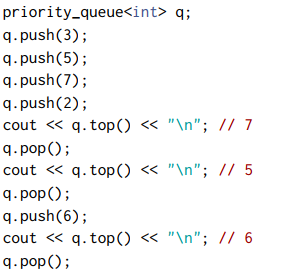 priority_queue<int> q;
q.push(3);
q.push(5);
q.push(7);
q.push(2);
cout << q.top() << "\n"; // 7
q.pop();
cout << q.top() << "\n"; // 5
q.pop();
q.push(6);
cout << q.top() << "\n"; // 6
q.pop();